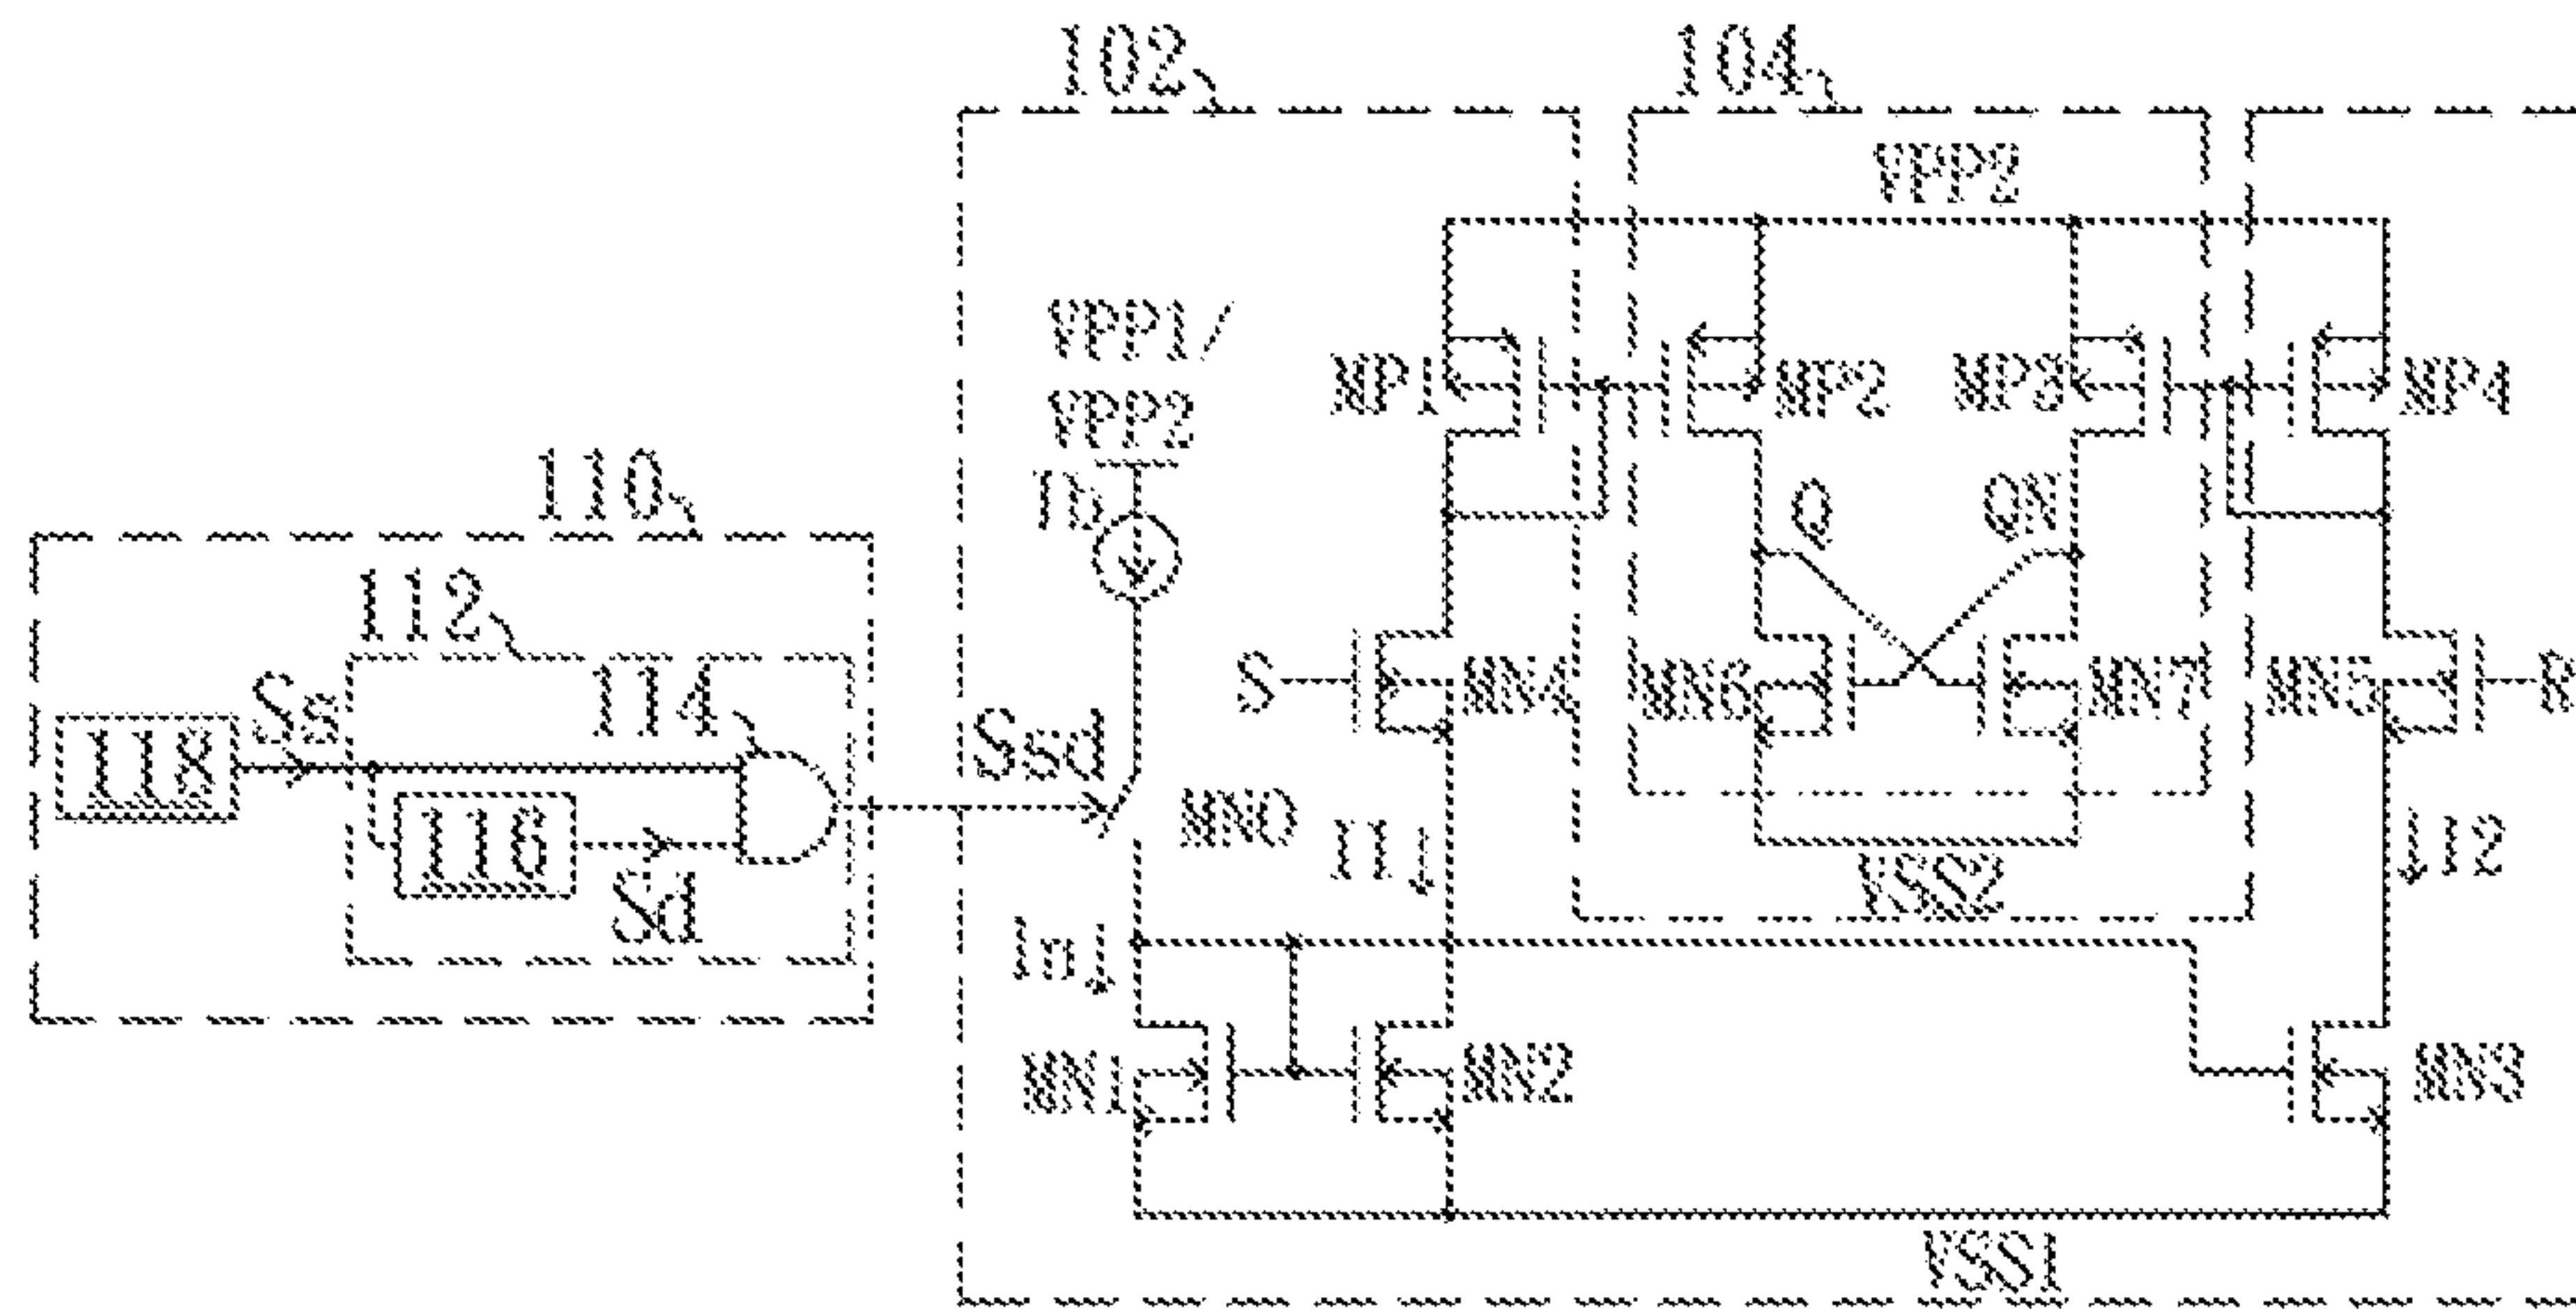 102
104
VPP2
VPP1/
VPP2
MP1
MP2
MP3
MP4
110
Ib
Q
QN
112
Ss
114
S
MN4
MN6
MN7
MN5
R
118
Ssd
MN0
I1
I2
116
Sd
VSS2
In
MN1
MN2
MN3
VSS1